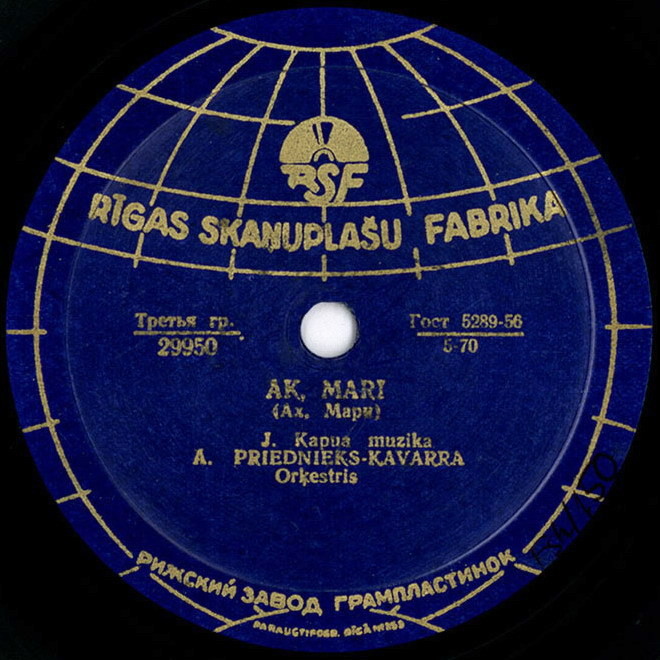 RSF
RĪGAS SKAŅUPLAŠU FABRIKA
Третья гр.
29950
Гост 5289-56
5-70
AK, MARI
(Ах, Мари)
J. Kapua muzika
A. PRIEDNIEKS-KAVARRA
Orķestris
РИЖСКИЙ ЗАВОД ГРАМПЛАСТИНОК